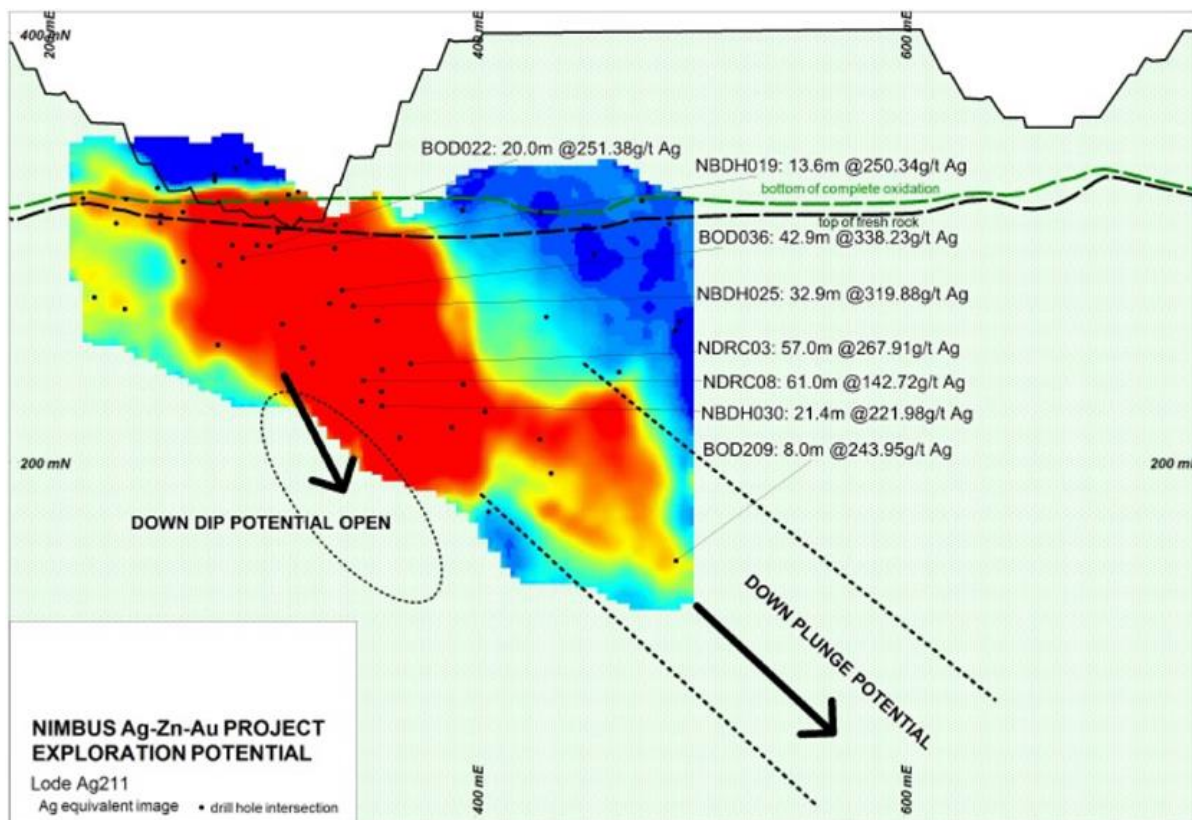 400 mN
200 mE
400 mE
600 mE
BOD022: 20.0m @251.38g/t Ag
NBDH019: 13.6m @250.34g/t Ag
bottom of complete oxidation
top of fresh rock
BOD036: 42.9m @338.23g/t Ag
NBDH025: 32.9m @319.88g/t Ag
NDRC03: 57.0m @267.91g/t Ag
NDRC08: 61.0m @142.72g/t Ag
NBDH030: 21.4m @221.98g/t Ag
BOD209: 8.0m @243.95g/t Ag
200 mN
200 mN
DOWN DIP POTENTIAL OPEN
DOWN PLUNGE POTENTIAL
NIMBUS Ag-Zn-Au PROJECT
EXPLORATION POTENTIAL
Lode Ag211
Ag equivalent image • drill hole intersection
400 mE
600 mE